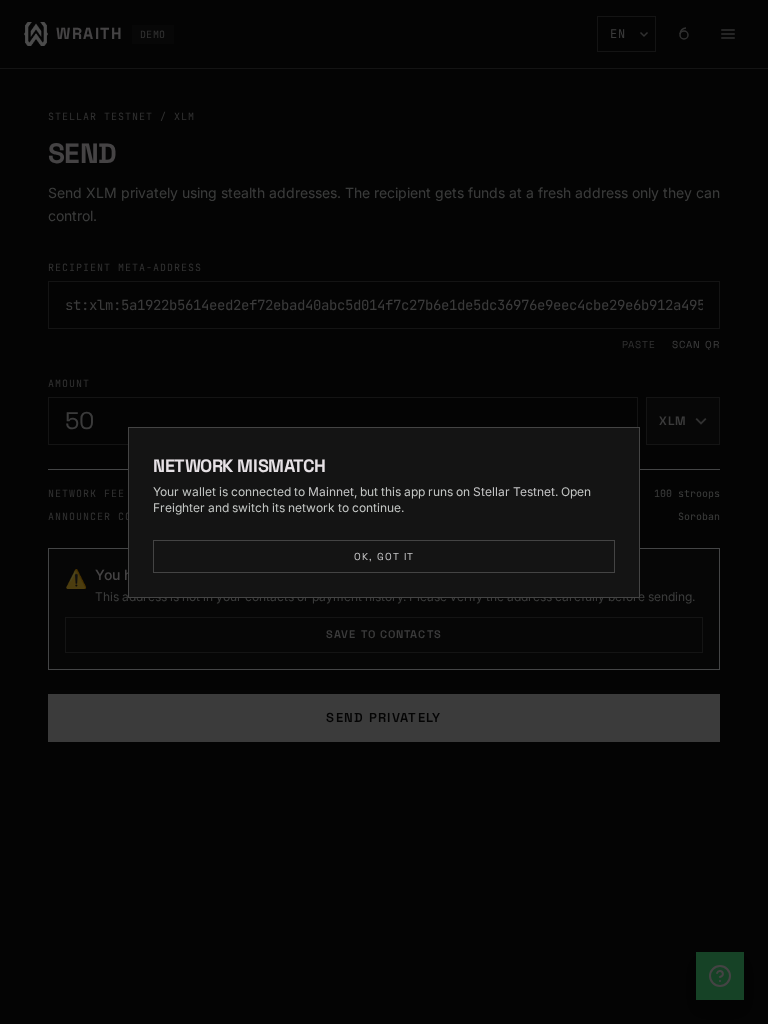 WRAITH DEMO EN
STELLAR TESTNET / XLM
SEND
Send XLM privately using stealth addresses. The recipient gets funds at a fresh address only they can
control.
RECIPIENT META-ADDRESS
st:xlm:5a1922b5614eed2ef72ebad40abc5d014f7c27b6e1de5dc36976e9eec4cbe29e6b912a495
PASTE SCAN QR
AMOUNT
50 XLM
NETWORK MISMATCH
Your wallet is connected to Mainnet, but this app runs on Stellar Testnet. Open
Freighter and switch its network to continue.
OK, GOT IT
NETWORK FEE 100 stroops
ANNOUNCER Soroban
You
This address is not in your contacts or payment history. Please verify the address carefully before sending.
SAVE TO CONTACTS
SEND PRIVATELY